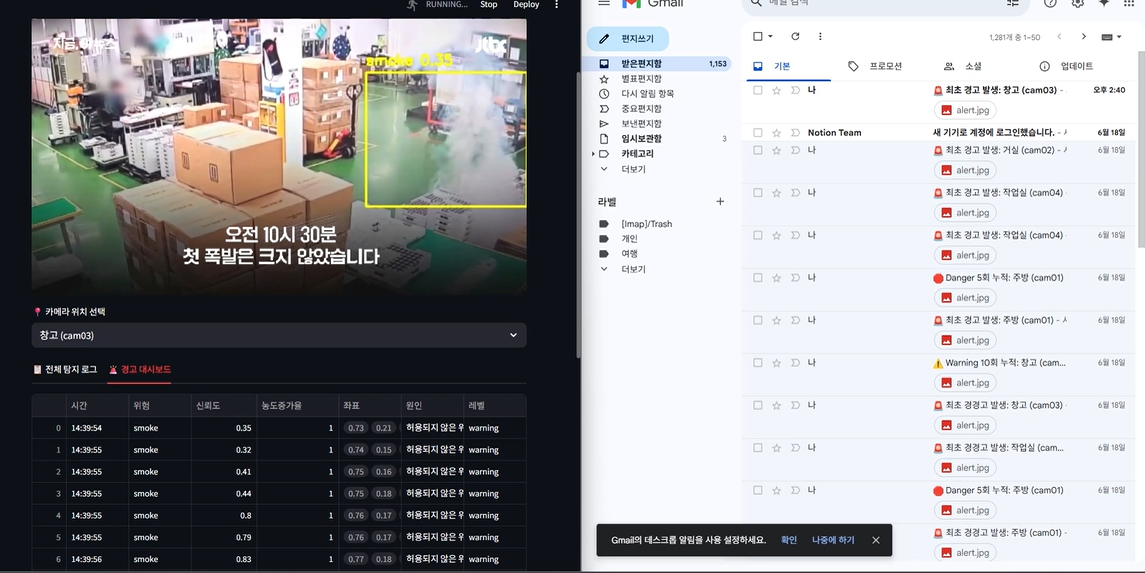 RUNNING...
Stop
Deploy
지금, 이 뉴스
jtbc
smoke 0.35
오전 10시 30분
첫 폭발은 크지 않았습니다
카메라 위치 선택
창고 (cam03)
전체 탐지 로그
경고 대시보드
시간 위험 신뢰도 농도증가율 좌표 원인 레벨
0 14:39:54 smoke 0.35 1 0.73 0.21 허용되지 않은 우 warning
1 14:39:55 smoke 0.32 1 0.74 0.15 허용되지 않은 우 warning
2 14:39:55 smoke 0.41 1 0.75 0.16 허용되지 않은 우 warning
3 14:39:55 smoke 0.44 1 0.75 0.18 허용되지 않은 우 warning
4 14:39:55 smoke 0.8 1 0.76 0.17 허용되지 않은 우 warning
5 14:39:55 smoke 0.79 1 0.76 0.17 허용되지 않은 우 warning
6 14:39:56 smoke 0.83 1 0.77 0.18 허용되지 않은 우 warning
Gmail
메일 검색
편지쓰기
받은편지함 1,153
별표편지함
다시 알림 항목
중요편지함
보낸편지함
임시보관함 3
카테고리
더보기
라벨
[Imap]/Trash
개인
여행
더보기
1,281개 중 1~50
기본
프로모션
소셜
업데이트
나 최초 경고 발생: 창고 (cam03) - 오후 2:40
alert.jpg
Notion Team 새 기기로 계정에 로그인했습니다. - 6월 18일
나 최초 경고 발생: 거실 (cam02) - 6월 18일
alert.jpg
나 최초 경고 발생: 작업실 (cam04) 6월 18일
alert.jpg
나 최초 경고 발생: 작업실 (cam04) 6월 18일
alert.jpg
나 Danger 5회 누적: 주방 (cam01) 6월 18일
alert.jpg
나 최초 경고 발생: 주방 (cam01) - 6월 18일
alert.jpg
나 Warning 10회 누적: 창고 (cam... 6월 18일
alert.jpg
나 최초 경경고 발생: 창고 (cam03) 6월 18일
alert.jpg
나 최초 경경고 발생: 작업실 (cam... 6월 18일
alert.jpg
나 Danger 5회 누적: 주방 (cam01) 6월 18일
alert.jpg
최초 경경고 발생: 주방 (cam01) - 6월 18일
alert.jpg
Gmail의 데스크톱 알림을 사용 설정하세요. 확인 나중에 하기